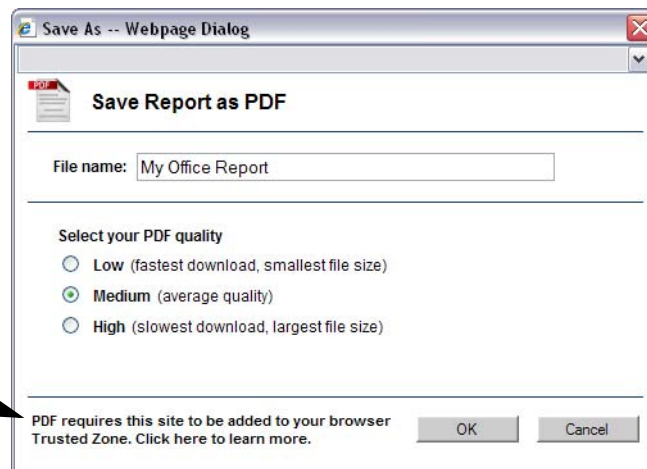 Save As -- Webpage Dialog
PDF
Save Report as PDF
File name: My Office Report
Select your PDF quality
Low (fastest download, smallest file size)
Medium (average quality)
High (slowest download, largest file size)
PDF requires this site to be added to your browser
Trusted Zone. Click here to learn more.
OK Cancel